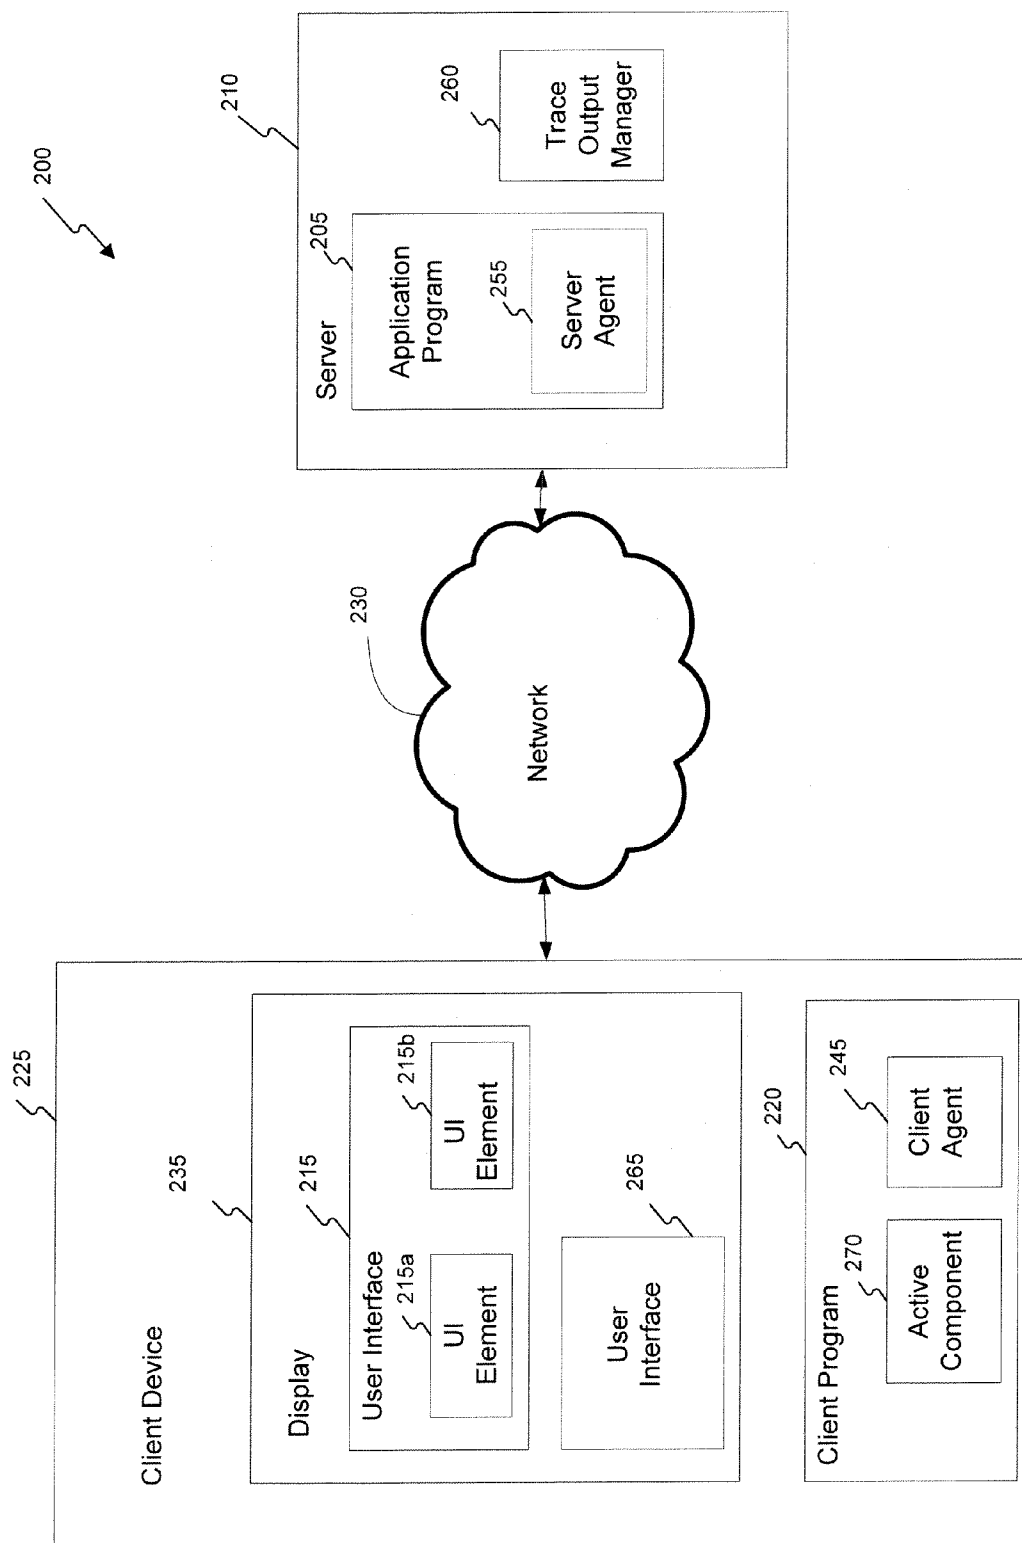 200
Client Device
225
Display
235
User Interface
215
UI
Element
215a
UI
Element
215b
User
Interface
265
Client Program
220
Active
Component
270
Client
Agent
245
Network
230
Server
210
Application
Program
205
Server
Agent
255
Trace
Output
Manager
260